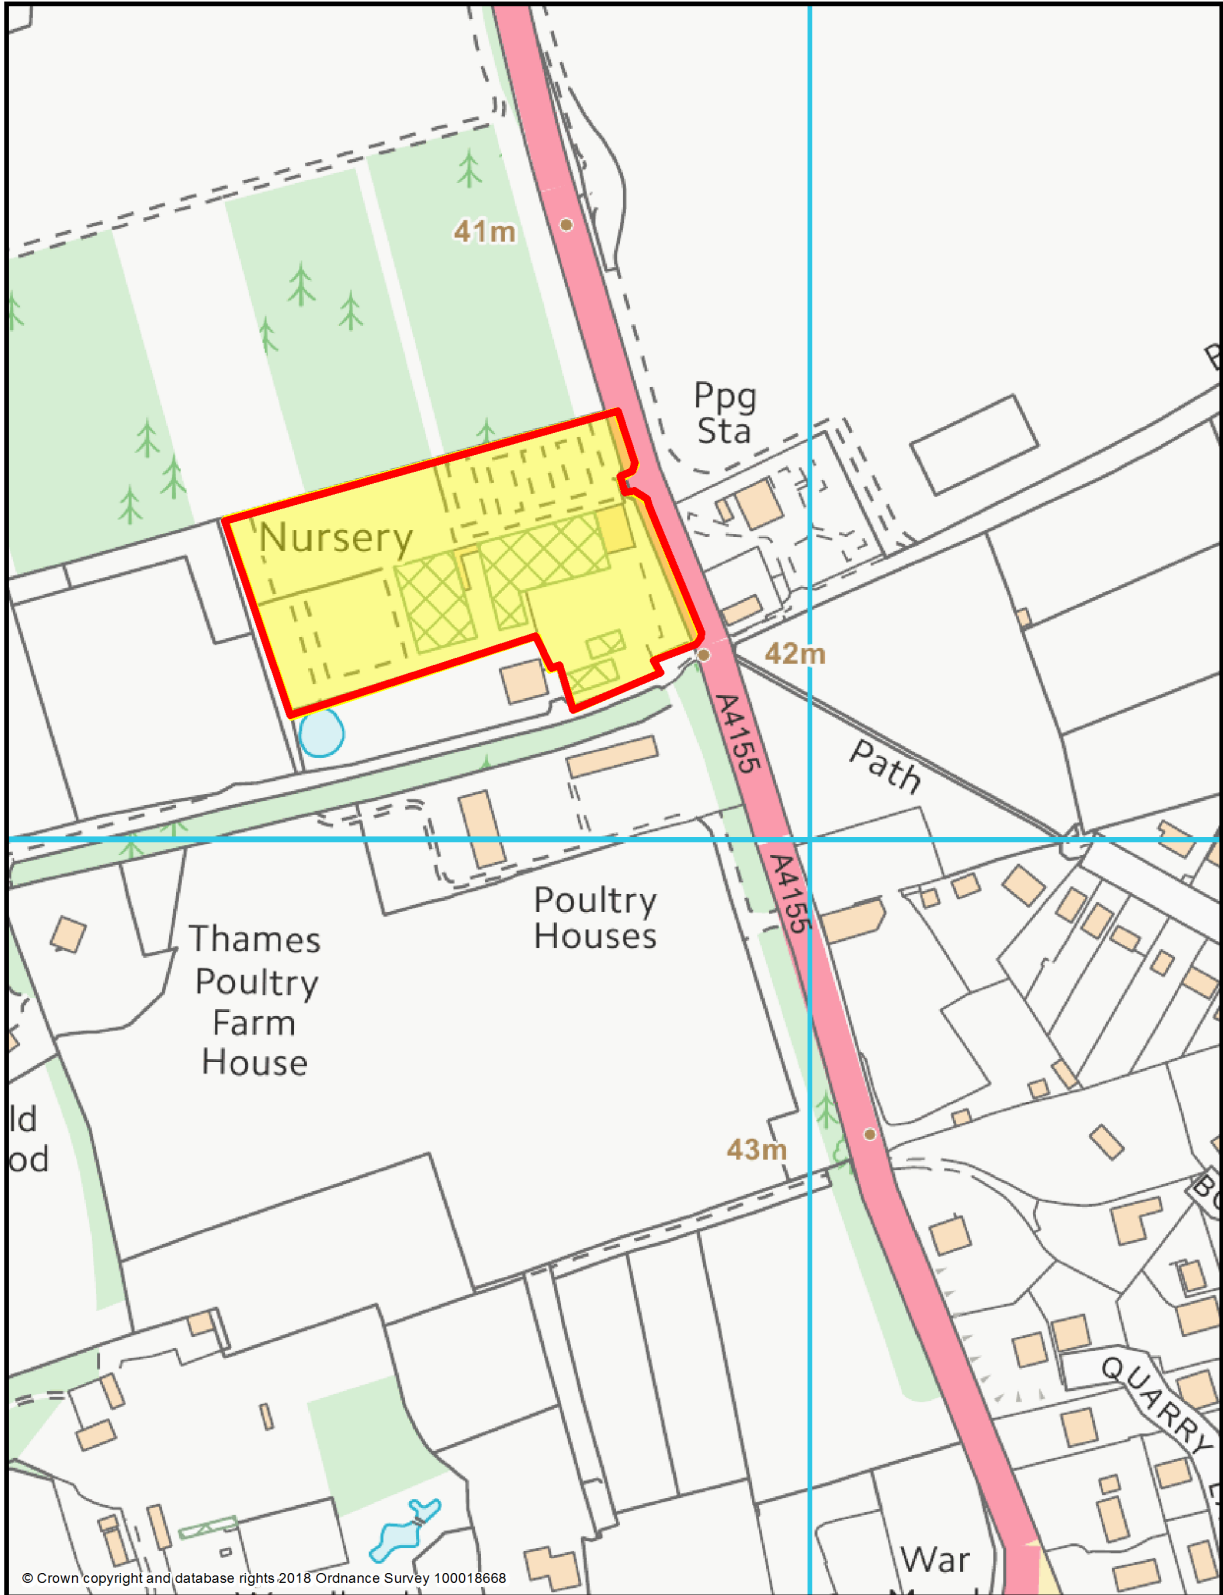 41m
Ppg
Sta
Nursery
42m
A4155
Path
A4155
Poultry
Houses
Thames
Poultry
Farm
House
ld
od
43m
QUARRY
War
© Crown copyright and database rights 2018 Ordnance Survey 100018668